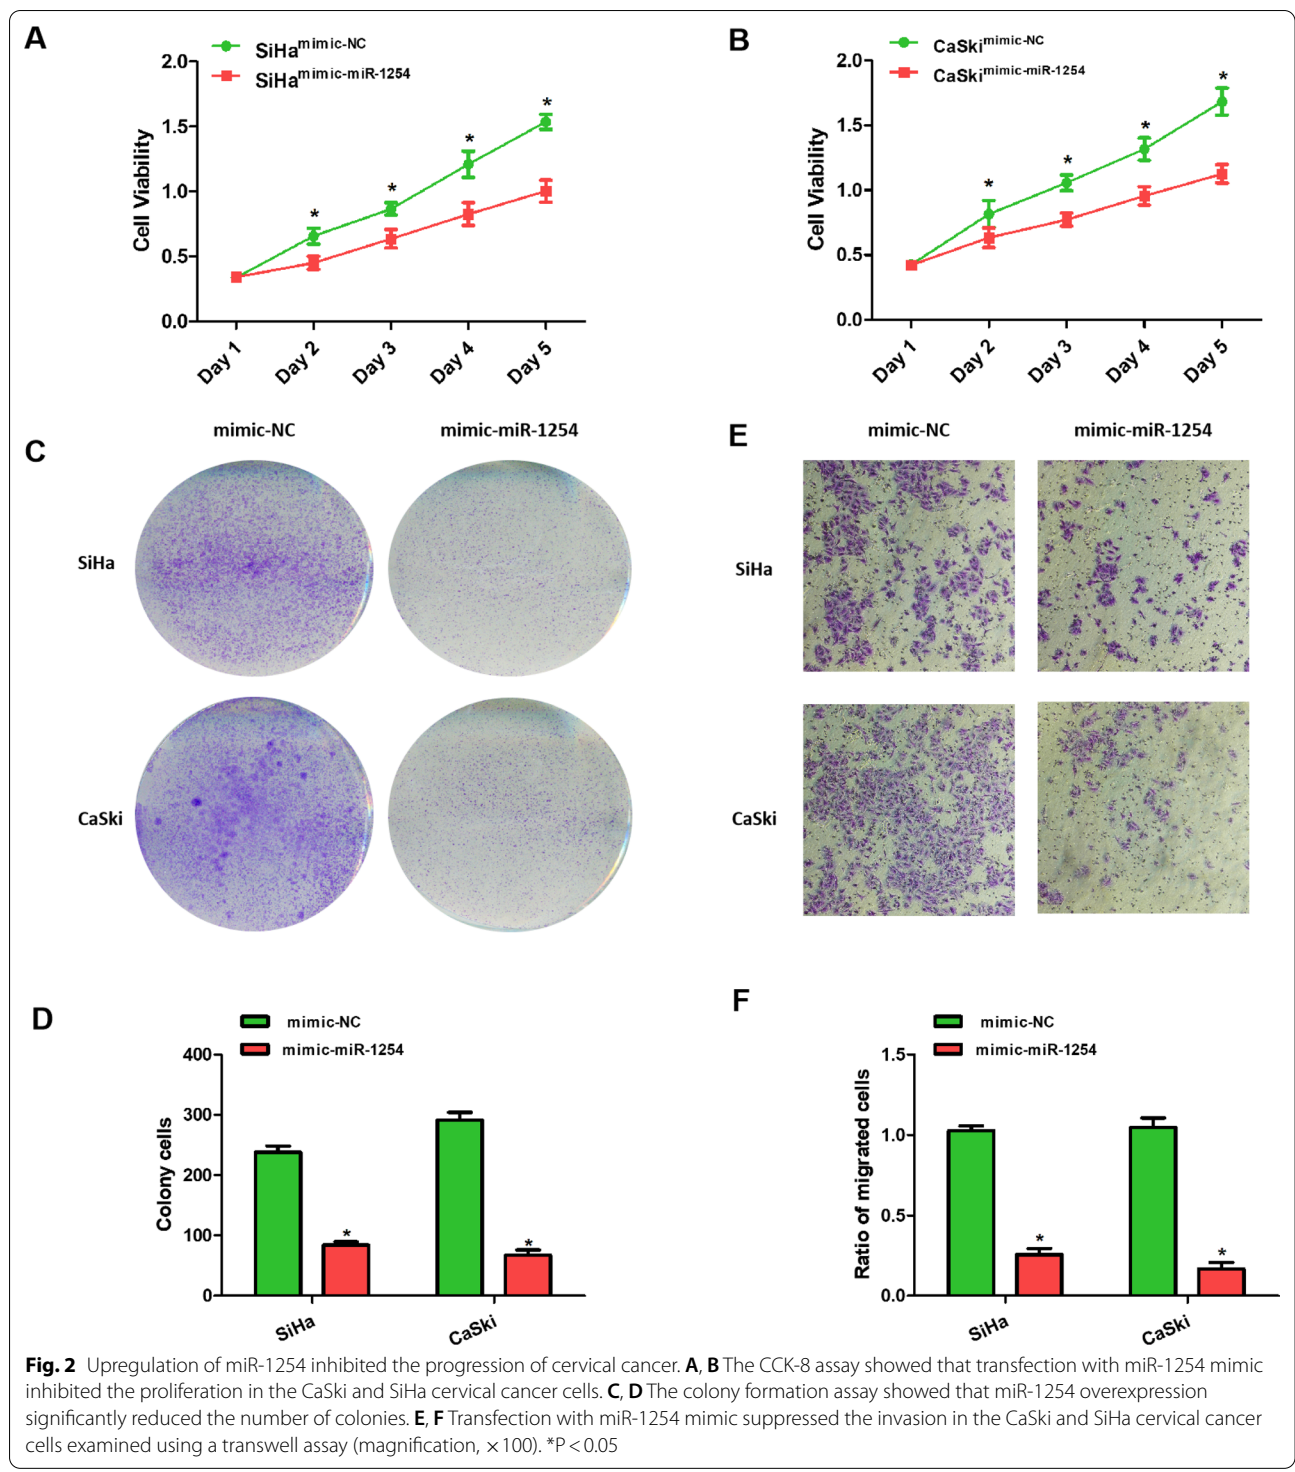 A
SiHa^mimic-NC
SiHa^mimic-miR-1254
Cell Viability
2.0
1.5
1.0
0.5
0.0
* * * *
Day 1 Day 2 Day 3 Day 4 Day 5
B
CaSki^mimic-NC
CaSki^mimic-miR-1254
Cell Viability
2.0
1.5
1.0
0.5
0.0
* * * *
Day 1 Day 2 Day 3 Day 4 Day 5
C
mimic-NC mimic-miR-1254
SiHa
CaSki
E
mimic-NC mimic-miR-1254
SiHa
CaSki
D
mimic-NC
mimic-miR-1254
Colony cells
400
300
200
100
0
* *
SiHa CaSki
F
mimic-NC
mimic-miR-1254
Ratio of migrated cells
1.5
1.0
0.5
0.0
* *
SiHa CaSki
Fig. 2 Upregulation of miR-1254 inhibited the progression of cervical cancer. A, B The CCK-8 assay showed that transfection with miR-1254 mimic
inhibited the proliferation in the CaSki and SiHa cervical cancer cells. C, D The colony formation assay showed that miR-1254 overexpression
significantly reduced the number of colonies. E, F Transfection with miR-1254 mimic suppressed the invasion in the CaSki and SiHa cervical cancer
cells examined using a transwell assay (magnification, ×100). *P < 0.05